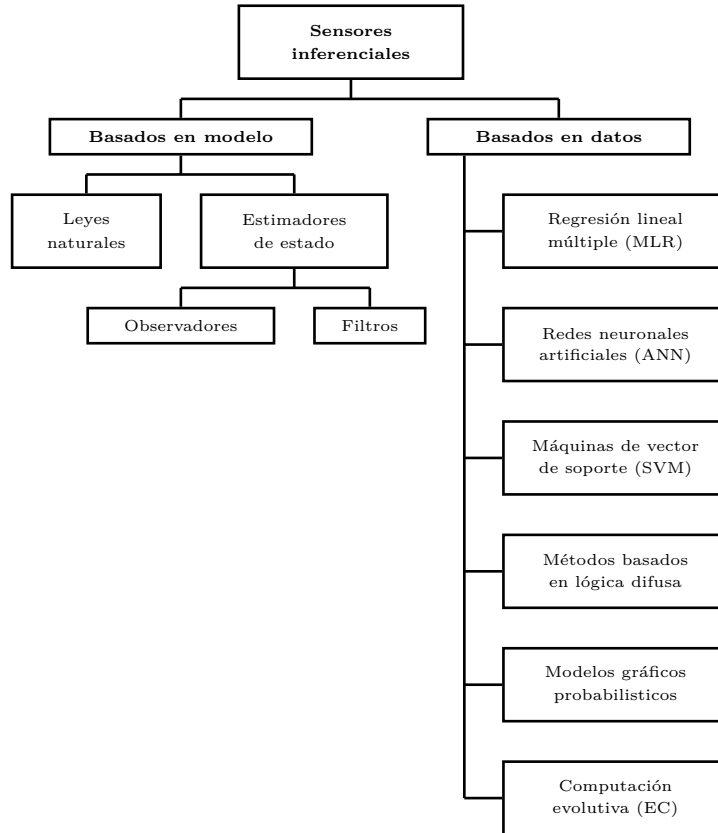 Sensores
inferenciales
Basados en modelo
Basados en datos
Leyes
naturales
Estimadores
de estado
Observadores
Filtros
Regresión lineal
múltiple (MLR)
Redes neuronales
artificiales (ANN)
Máquinas de vector
de soporte (SVM)
Métodos basados
en lógica difusa
Modelos gráficos
probabilisticos
Computación
evolutiva (EC)